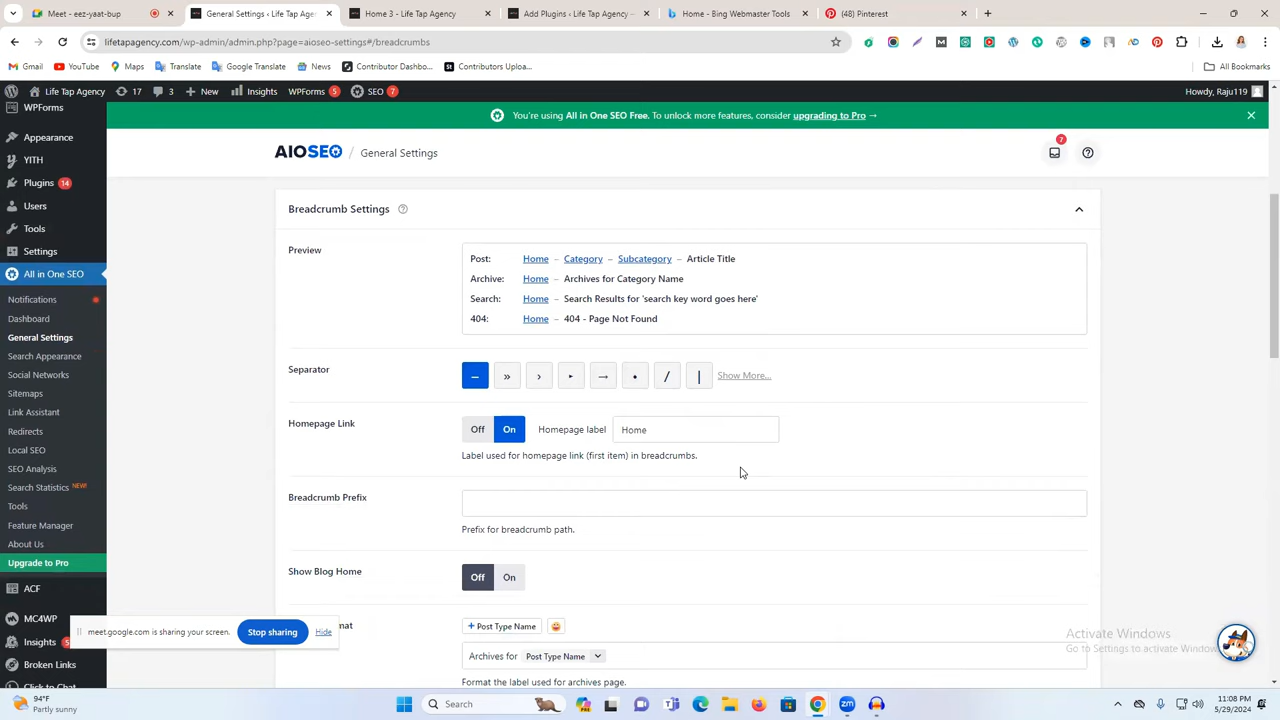 Meet - eez-yaat-bwp
General Settings ‹ Life Tap Age
Home 3 - Life Tap Agency
Add Plugins ‹ Life Tap Agency
Home - Bing Webmaster Tools
(48) Pinterest
lifetapagency.com/wp-admin/admin.php?page=aioseo-settings#/breadcrumbs
Gmail YouTube Maps Translate Google Translate News Contributor Dashbo... Contributors Uploa... All Bookmarks
Life Tap Agency 17 3 + New Insights WPForms 5 SEO 7 Howdy, Raju119
You're using All in One SEO Free. To unlock more features, consider upgrading to Pro →
WPForms
Appearance
YITH
Plugins 14
Users
Tools
Settings
All in One SEO
Notifications
Dashboard
General Settings
Search Appearance
Social Networks
Sitemaps
Link Assistant
Redirects
Local SEO
SEO Analysis
Search Statistics NEW!
Tools
Feature Manager
About Us
Upgrade to Pro
ACF
MC4WP
Insights 5
Broken Links
Click to Chat
AIOSEO / General Settings
7
Breadcrumb Settings
Preview
Post: Home – Category – Subcategory – Article Title
Archive: Home – Archives for Category Name
Search: Home – Search Results for 'search key word goes here'
404: Home – 404 - Page Not Found
Separator – » › ▸ → • / | Show More...
Homepage Link Off On Homepage label Home
Label used for homepage link (first item) in breadcrumbs.
Breadcrumb Prefix
Prefix for breadcrumb path.
Show Blog Home Off On
mat + Post Type Name
Archives for Post Type Name
Format the label used for archives page.
meet.google.com is sharing your screen. Stop sharing Hide
Activate Windows
Go to Settings to activate Window
94°F
Partly sunny
Search
11:08 PM
5/29/2024